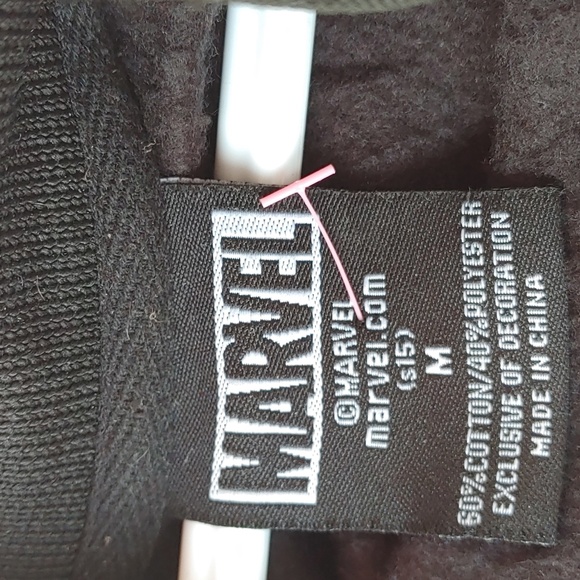 MARVEL
©MARVEL
marvel.com
(s15)
M
60%COTTON/40%POLYESTER
EXCLUSIVE OF DECORATION
MADE IN CHINA